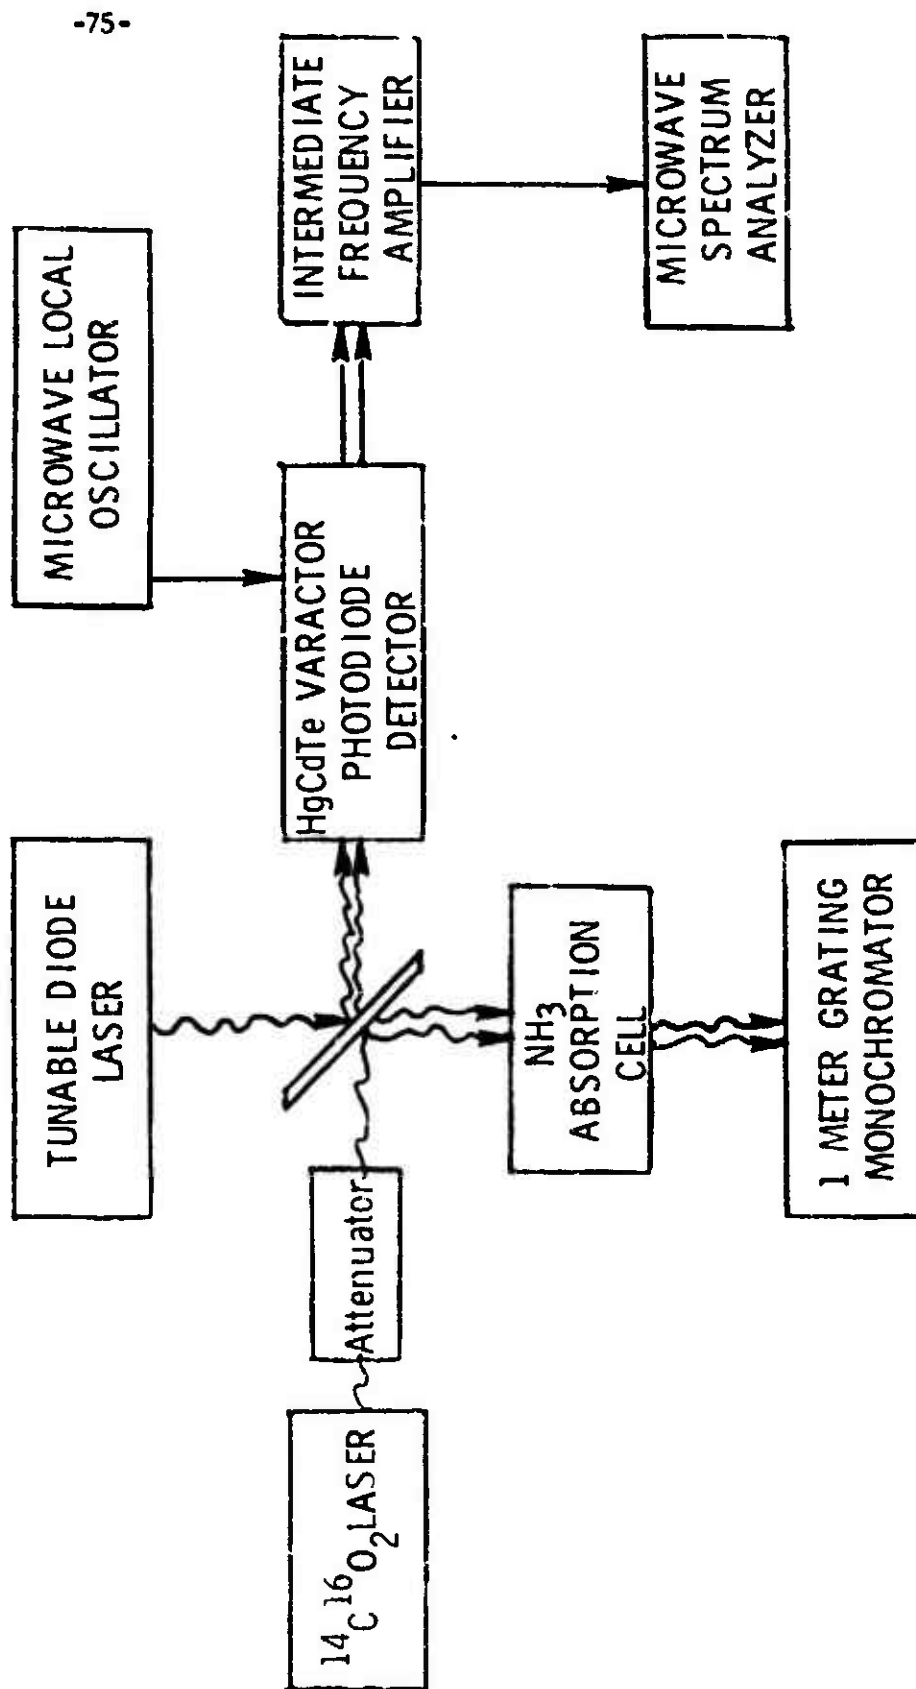 -75-
MICROWAVE LOCAL
OSCILLATOR
TUNABLE DIODE
LASER
INTERMEDIATE
FREQUENCY
AMPLIFIER
HgCdTe VARACTOR
PHOTODIODE
DETECTOR
Attenuator
14C16O2 LASER
NH3
ABSORPTION
CELL
MICROWAVE
SPECTRUM
ANALYZER
1 METER GRATING
MONOCHROMATOR